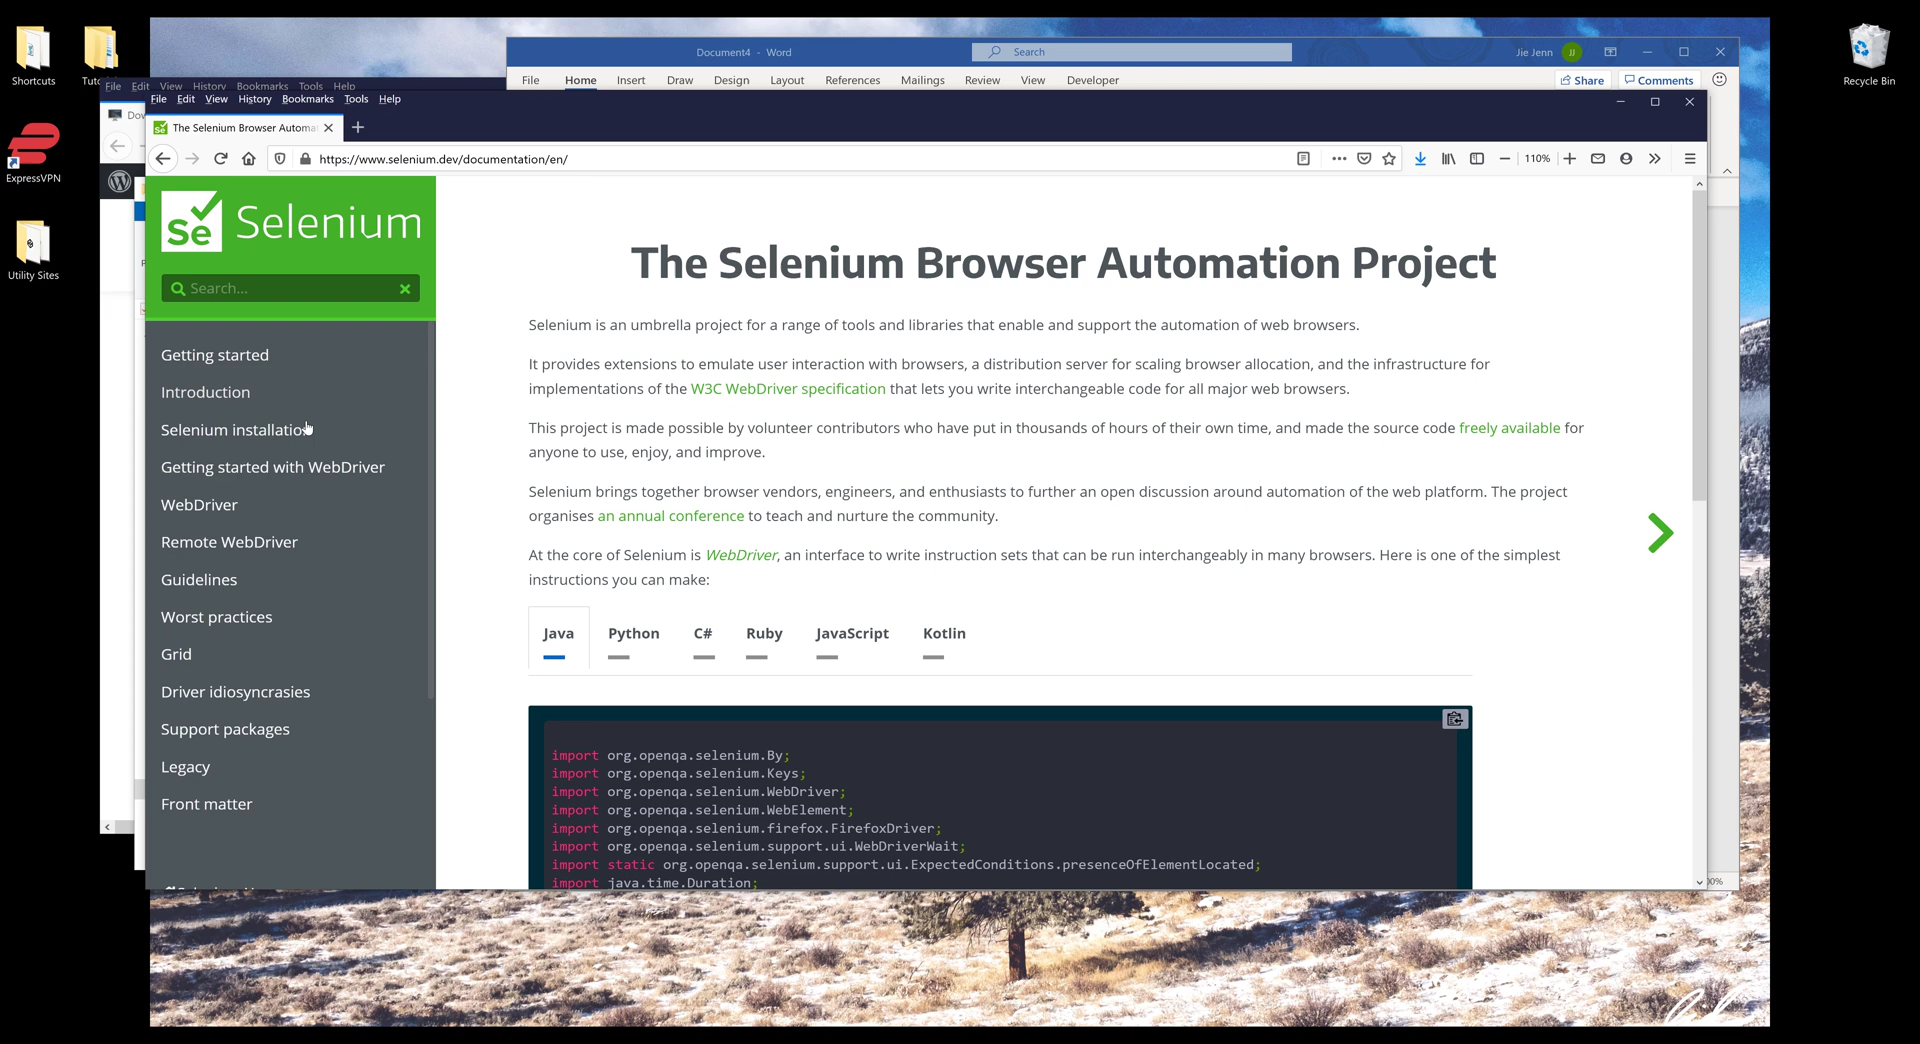 Shortcuts
ExpressVPN
Utility Sites
Recycle Bin
Document4 - Word
Search
Jie Jenn
JJ
File Home Insert Draw Design Layout References Mailings Review View Developer
Share
Comments
File Edit View History Bookmarks Tools Help
File Edit View History Bookmarks Tools Help
The Selenium Browser Automat
https://www.selenium.dev/documentation/en/
110%
Se Selenium
Search...
Getting started
Introduction
Selenium installation
Getting started with WebDriver
WebDriver
Remote WebDriver
Guidelines
Worst practices
Grid
Driver idiosyncrasies
Support packages
Legacy
Front matter
The Selenium Browser Automation Project
Selenium is an umbrella project for a range of tools and libraries that enable and support the automation of web browsers.
It provides extensions to emulate user interaction with browsers, a distribution server for scaling browser allocation, and the infrastructure for
implementations of the W3C WebDriver specification that lets you write interchangeable code for all major web browsers.
This project is made possible by volunteer contributors who have put in thousands of hours of their own time, and made the source code freely available for
anyone to use, enjoy, and improve.
Selenium brings together browser vendors, engineers, and enthusiasts to further an open discussion around automation of the web platform. The project
organises an annual conference to teach and nurture the community.
At the core of Selenium is WebDriver, an interface to write instruction sets that can be run interchangeably in many browsers. Here is one of the simplest
instructions you can make:
Java Python C# Ruby JavaScript Kotlin
import org.openqa.selenium.By;
import org.openqa.selenium.Keys;
import org.openqa.selenium.WebDriver;
import org.openqa.selenium.WebElement;
import org.openqa.selenium.firefox.FirefoxDriver;
import org.openqa.selenium.support.ui.WebDriverWait;
import static org.openqa.selenium.support.ui.ExpectedConditions.presenceOfElementLocated;
import java.time.Duration;